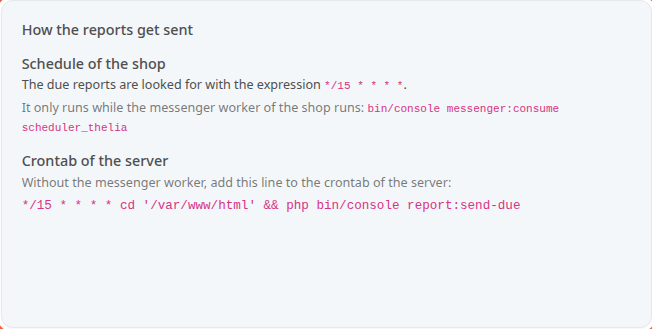 How the reports get sent
Schedule of the shop
The due reports are looked for with the expression */15 * * * *.
It only runs while the messenger worker of the shop runs: bin/console messenger:consume
scheduler_thelia
Crontab of the server
Without the messenger worker, add this line to the crontab of the server:
*/15 * * * * cd '/var/www/html' && php bin/console report:send-due